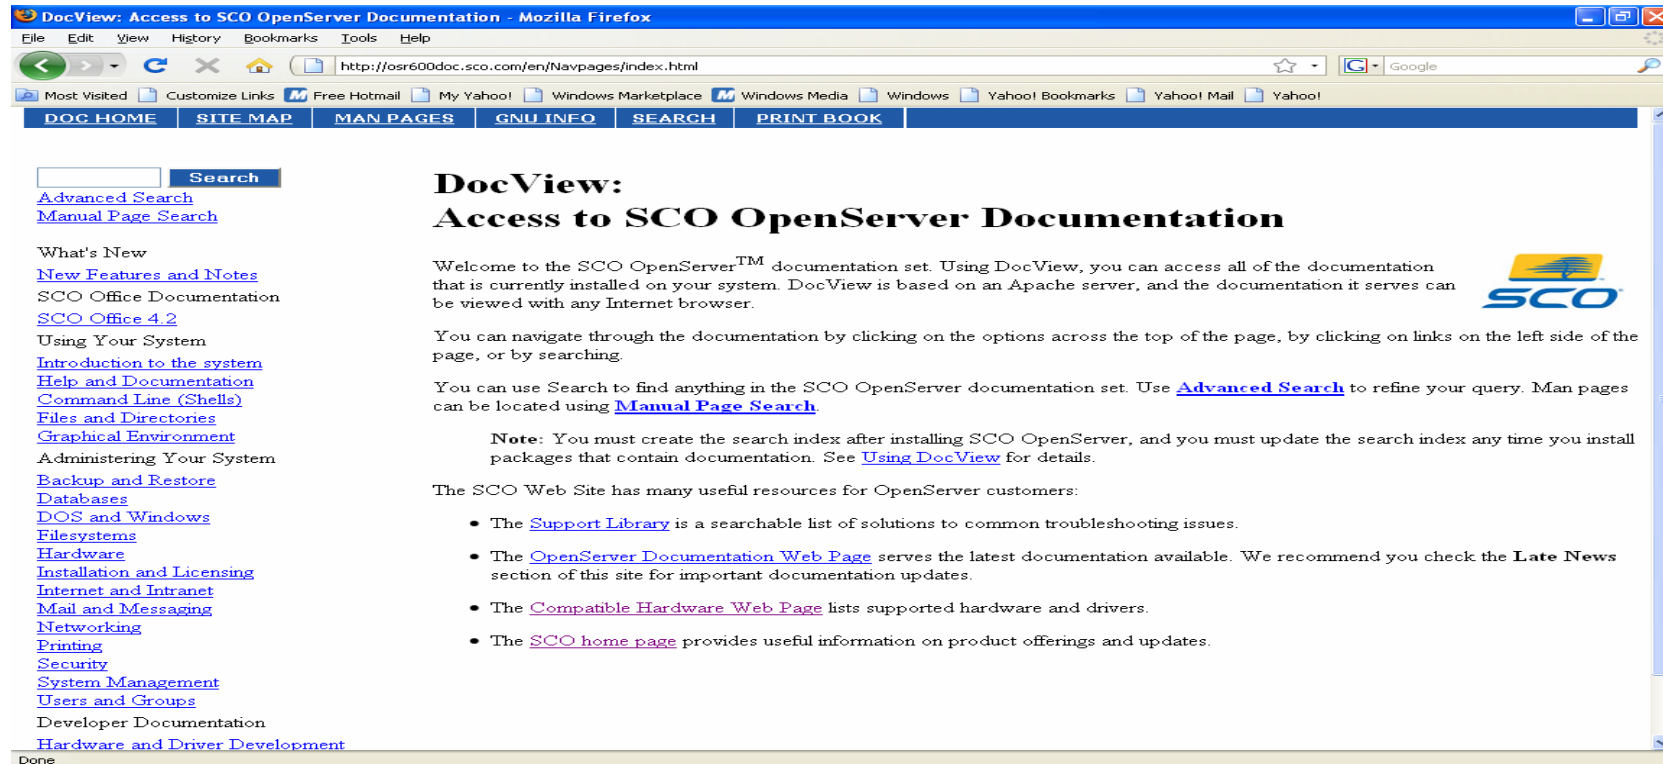 DocView: Access to SCO OpenServer Documentation - Mozilla Firefox
File Edit View History Bookmarks Tools Help
http://osr600doc.sco.com/en/Navpages/index.html
G Google
Most Visited Customize Links Free Hotmail My Yahoo! Windows Marketplace Windows Media Windows Yahoo! Bookmarks Yahoo! Mail Yahoo!
DOC HOME SITE MAP MAN PAGES GNU INFO SEARCH PRINT BOOK
Search
Advanced Search
Manual Page Search
What's New
New Features and Notes
SCO Office Documentation
SCO Office 4.2
Using Your System
Introduction to the system
Help and Documentation
Command Line (Shells)
Files and Directories
Graphical Environment
Administering Your System
Backup and Restore
Databases
DOS and Windows
Filesystems
Hardware
Installation and Licensing
Internet and Intranet
Mail and Messaging
Networking
Printing
Security
System Management
Users and Groups
Developer Documentation
Hardware and Driver Development
DocView:
Access to SCO OpenServer Documentation
Welcome to the SCO OpenServer™ documentation set. Using DocView, you can access all of the documentation
that is currently installed on your system. DocView is based on an Apache server, and the documentation it serves can
be viewed with any Internet browser.
SCO
You can navigate through the documentation by clicking on the options across the top of the page, by clicking on links on the left side of the
page, or by searching.
You can use Search to find anything in the SCO OpenServer documentation set. Use Advanced Search to refine your query. Man pages
can be located using Manual Page Search.
Note: You must create the search index after installing SCO OpenServer, and you must update the search index any time you install
packages that contain documentation. See Using DocView for details.
The SCO Web Site has many useful resources for OpenServer customers:
• The Support Library is a searchable list of solutions to common troubleshooting issues.
• The OpenServer Documentation Web Page serves the latest documentation available. We recommend you check the Late News
section of this site for important documentation updates.
• The Compatible Hardware Web Page lists supported hardware and drivers.
• The SCO home page provides useful information on product offerings and updates.
Done